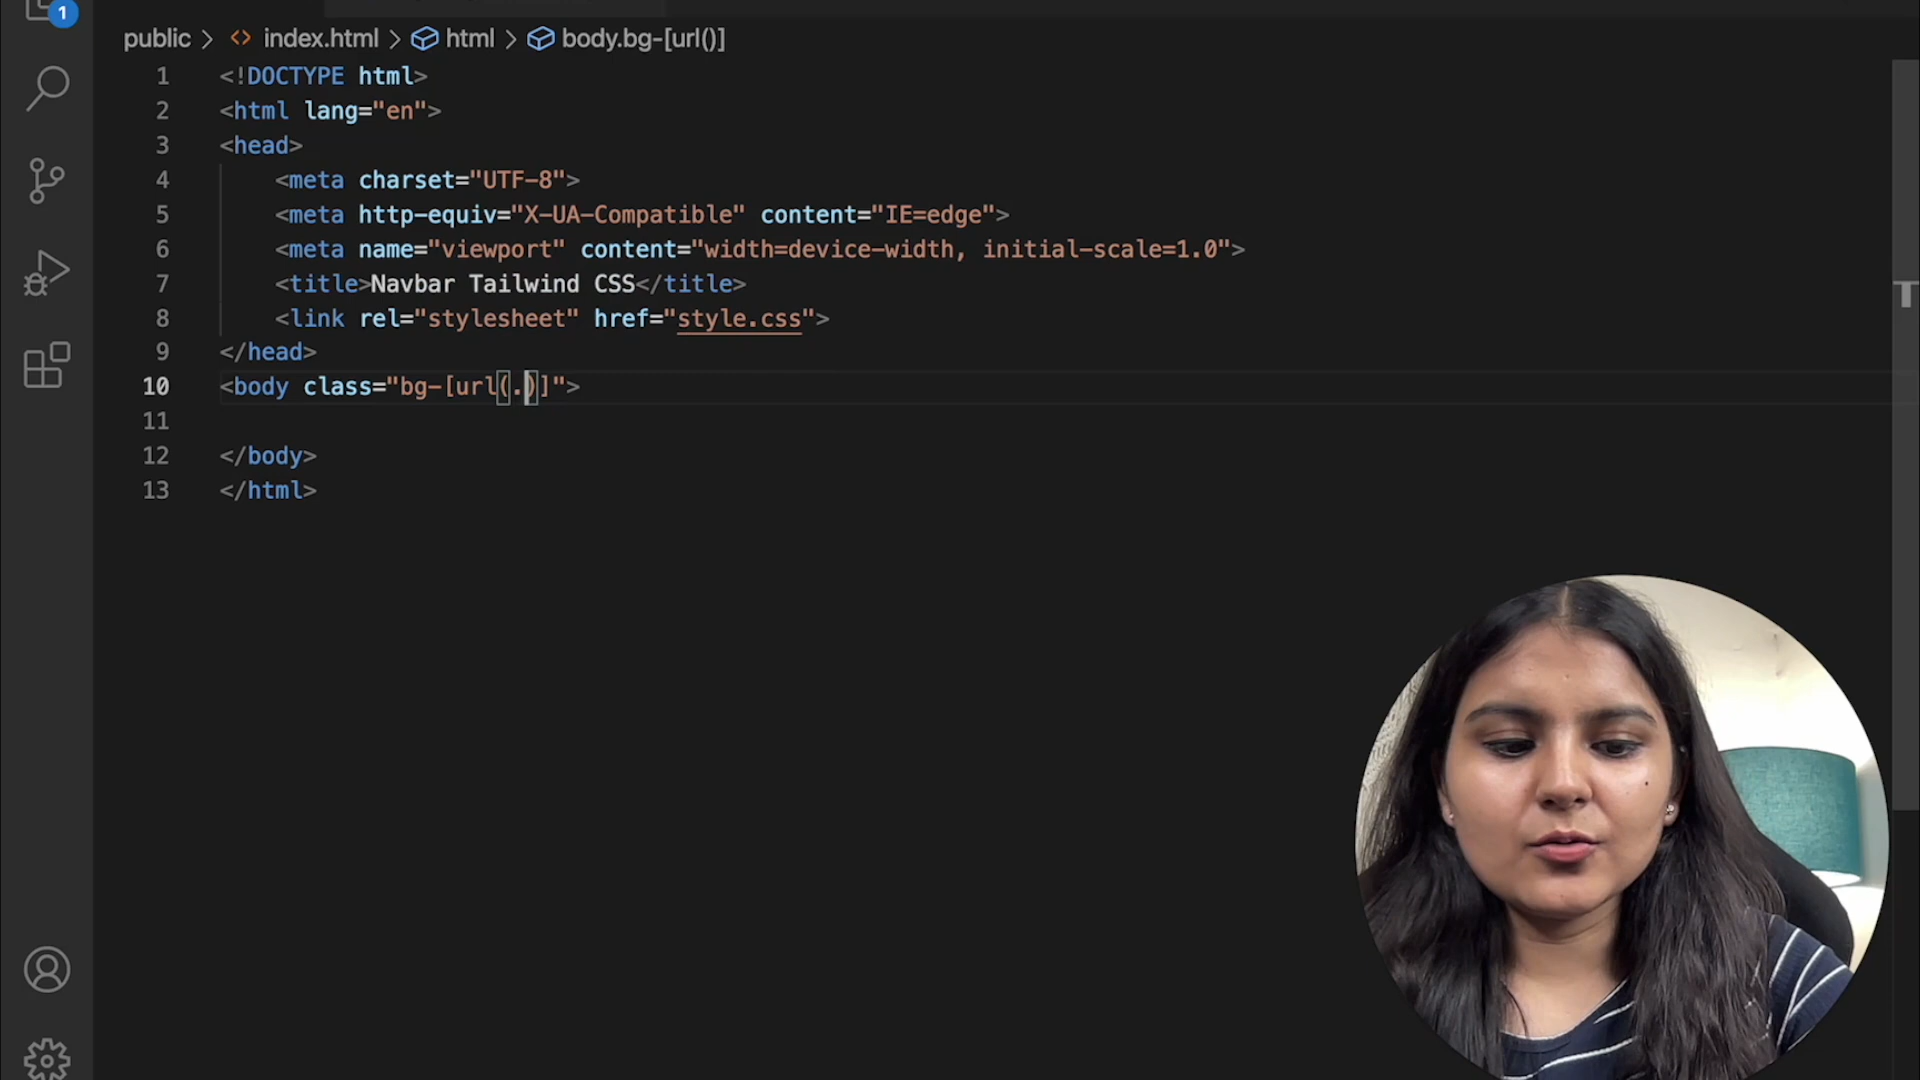 1
public > <> index.html > html > body.bg-[url()]
1 <!DOCTYPE html>
2 <html lang="en">
3 <head>
4 <meta charset="UTF-8">
5 <meta http-equiv="X-UA-Compatible" content="IE=edge">
6 <meta name="viewport" content="width=device-width, initial-scale=1.0">
7 <title>Navbar Tailwind CSS</title>
8 <link rel="stylesheet" href="style.css">
9 </head>
10 <body class="bg-[url(.)]">
11
12 </body>
13 </html>